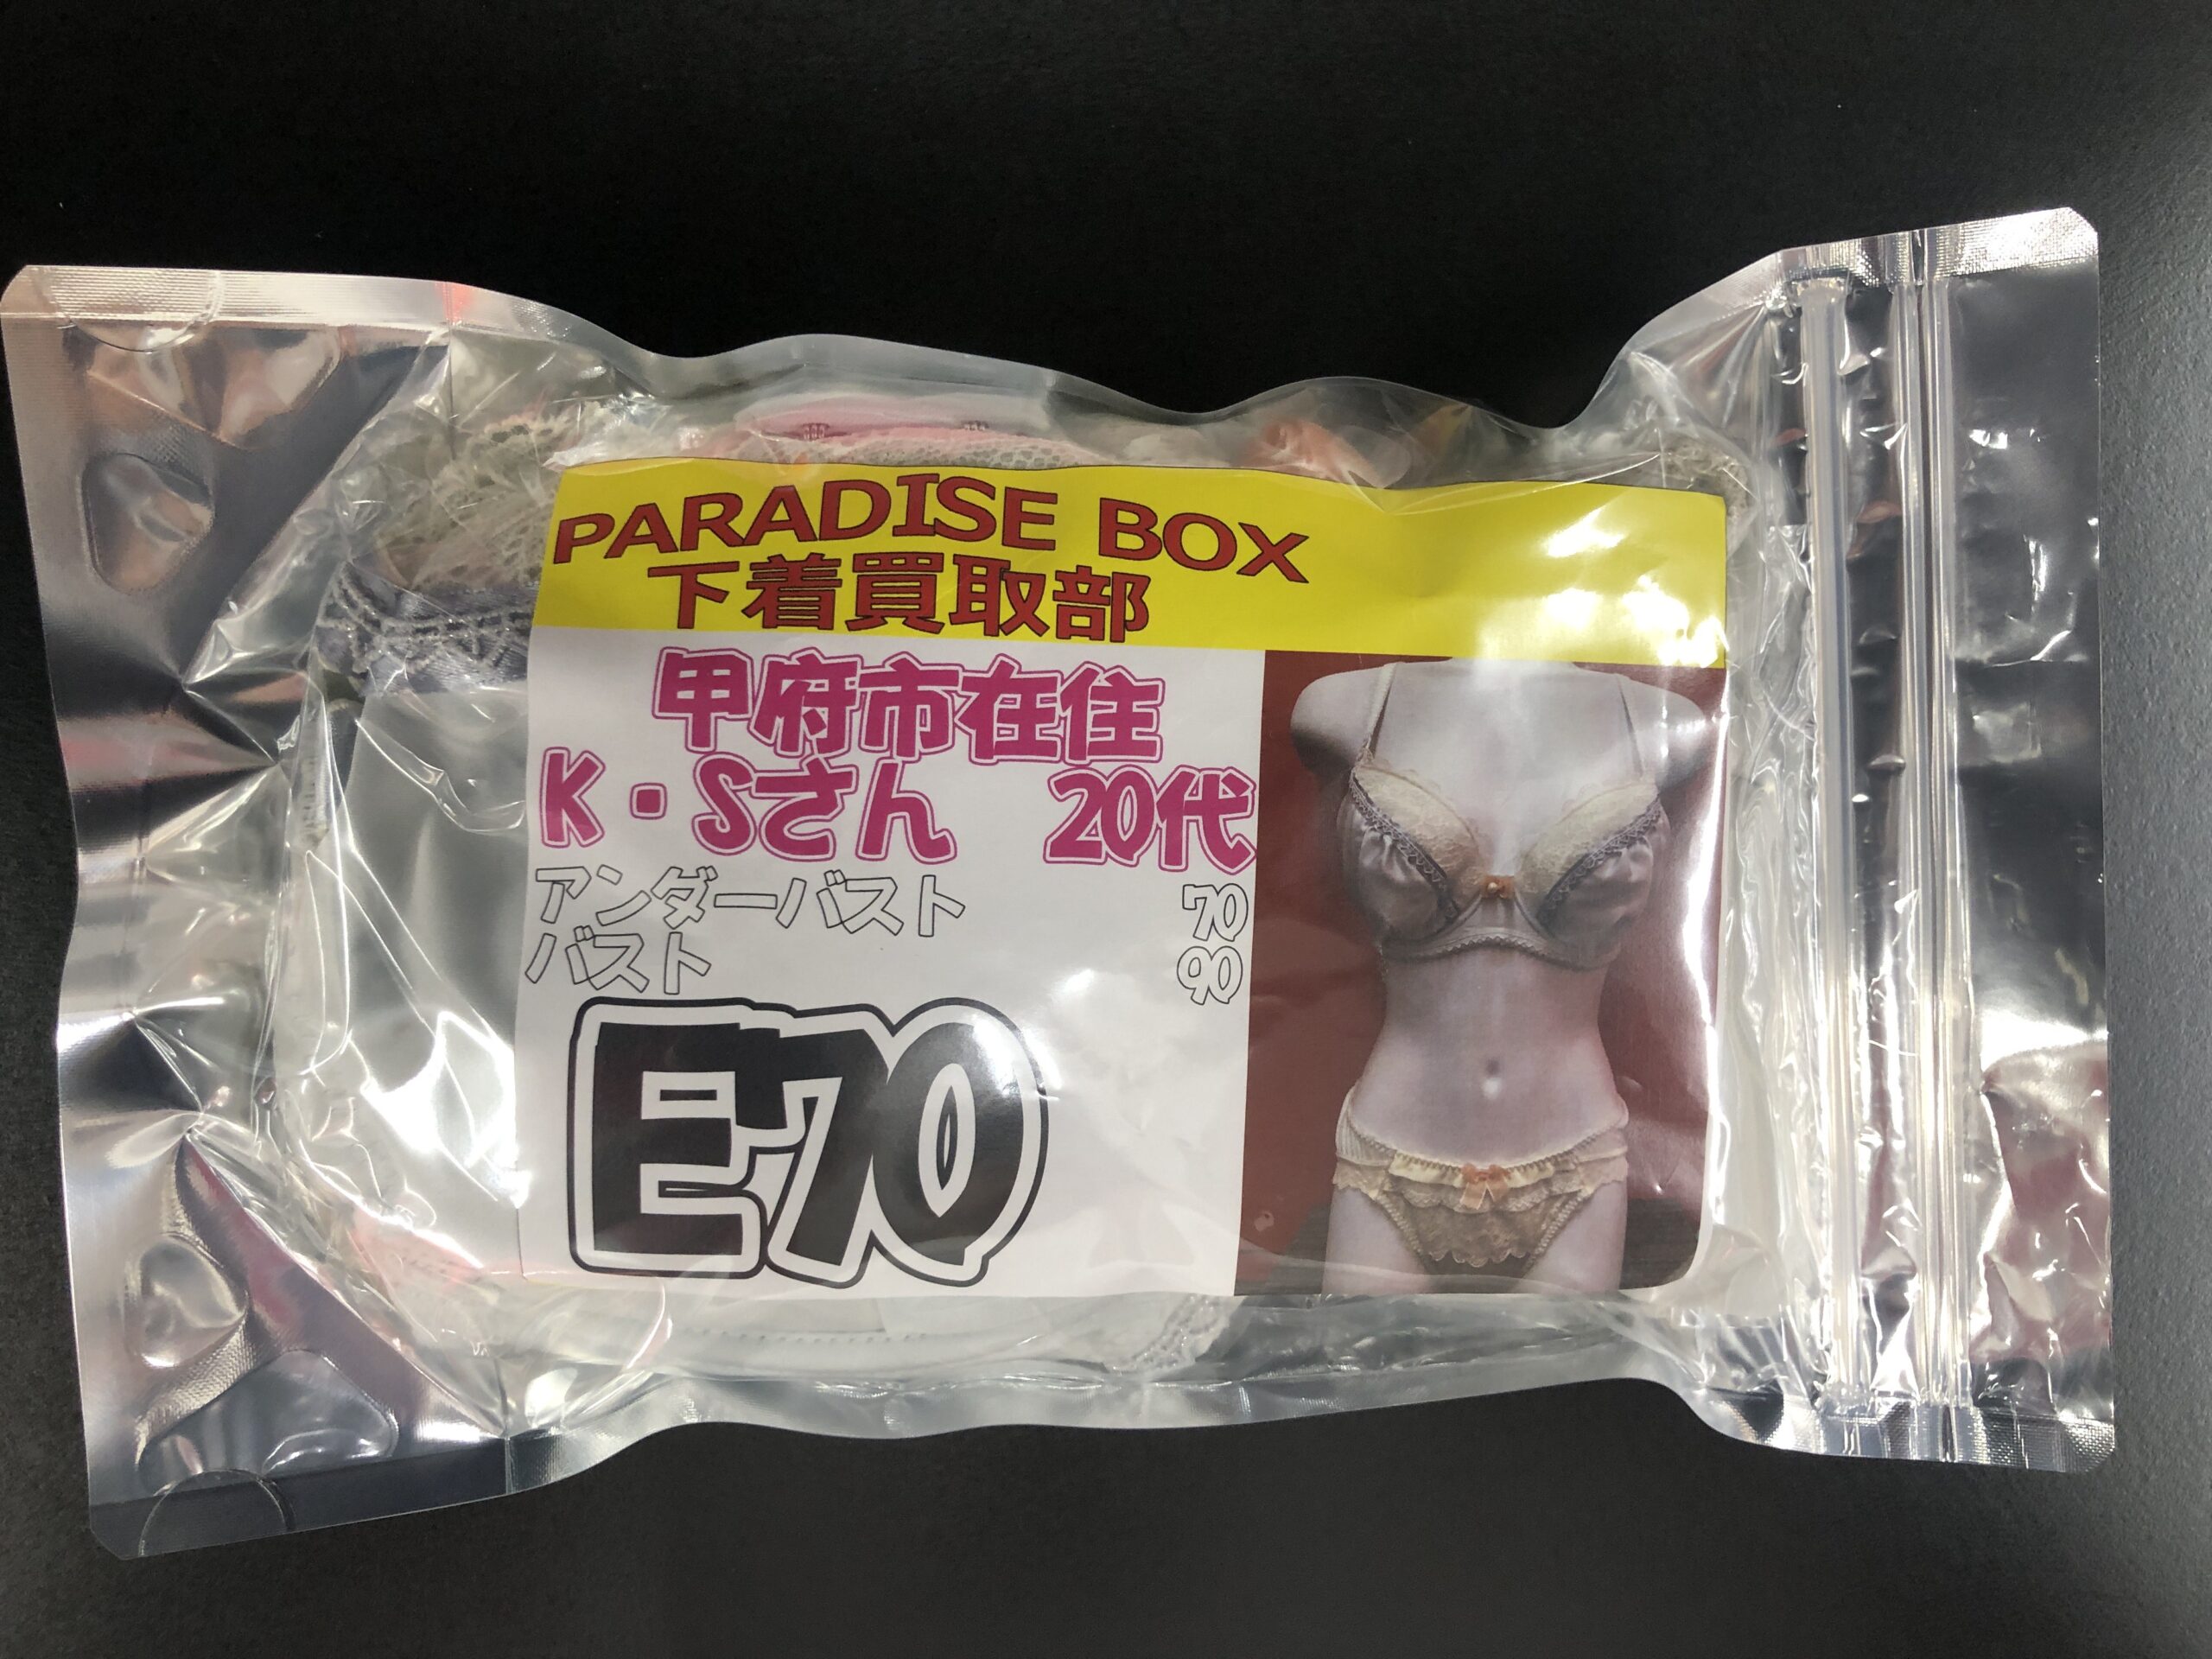 PARADISE BOX
下着買取部
甲府市在住
K・Sさん 20代
アンダーバスト 70
バスト 90
E70